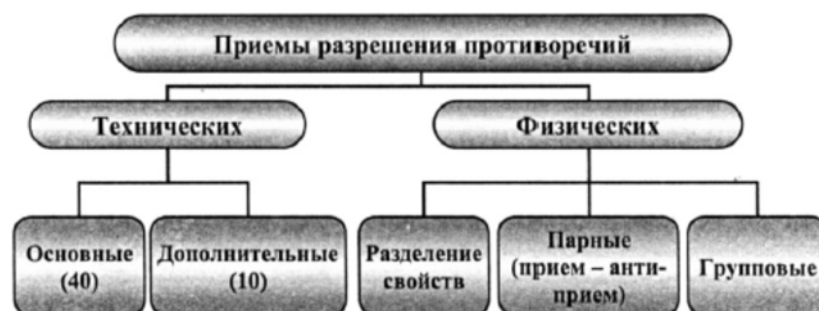 Приемы разрешения противоречий
Технических
Физических
Основные
(40)
Дополнительные
(10)
Разделение
свойств
Парные
(прием – анти-
прием)
Групповые